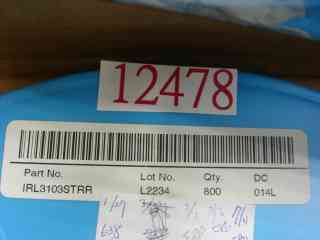 12478
Part No. Lot No. Qty. DC
IRL3103STRR L2234 800 014L